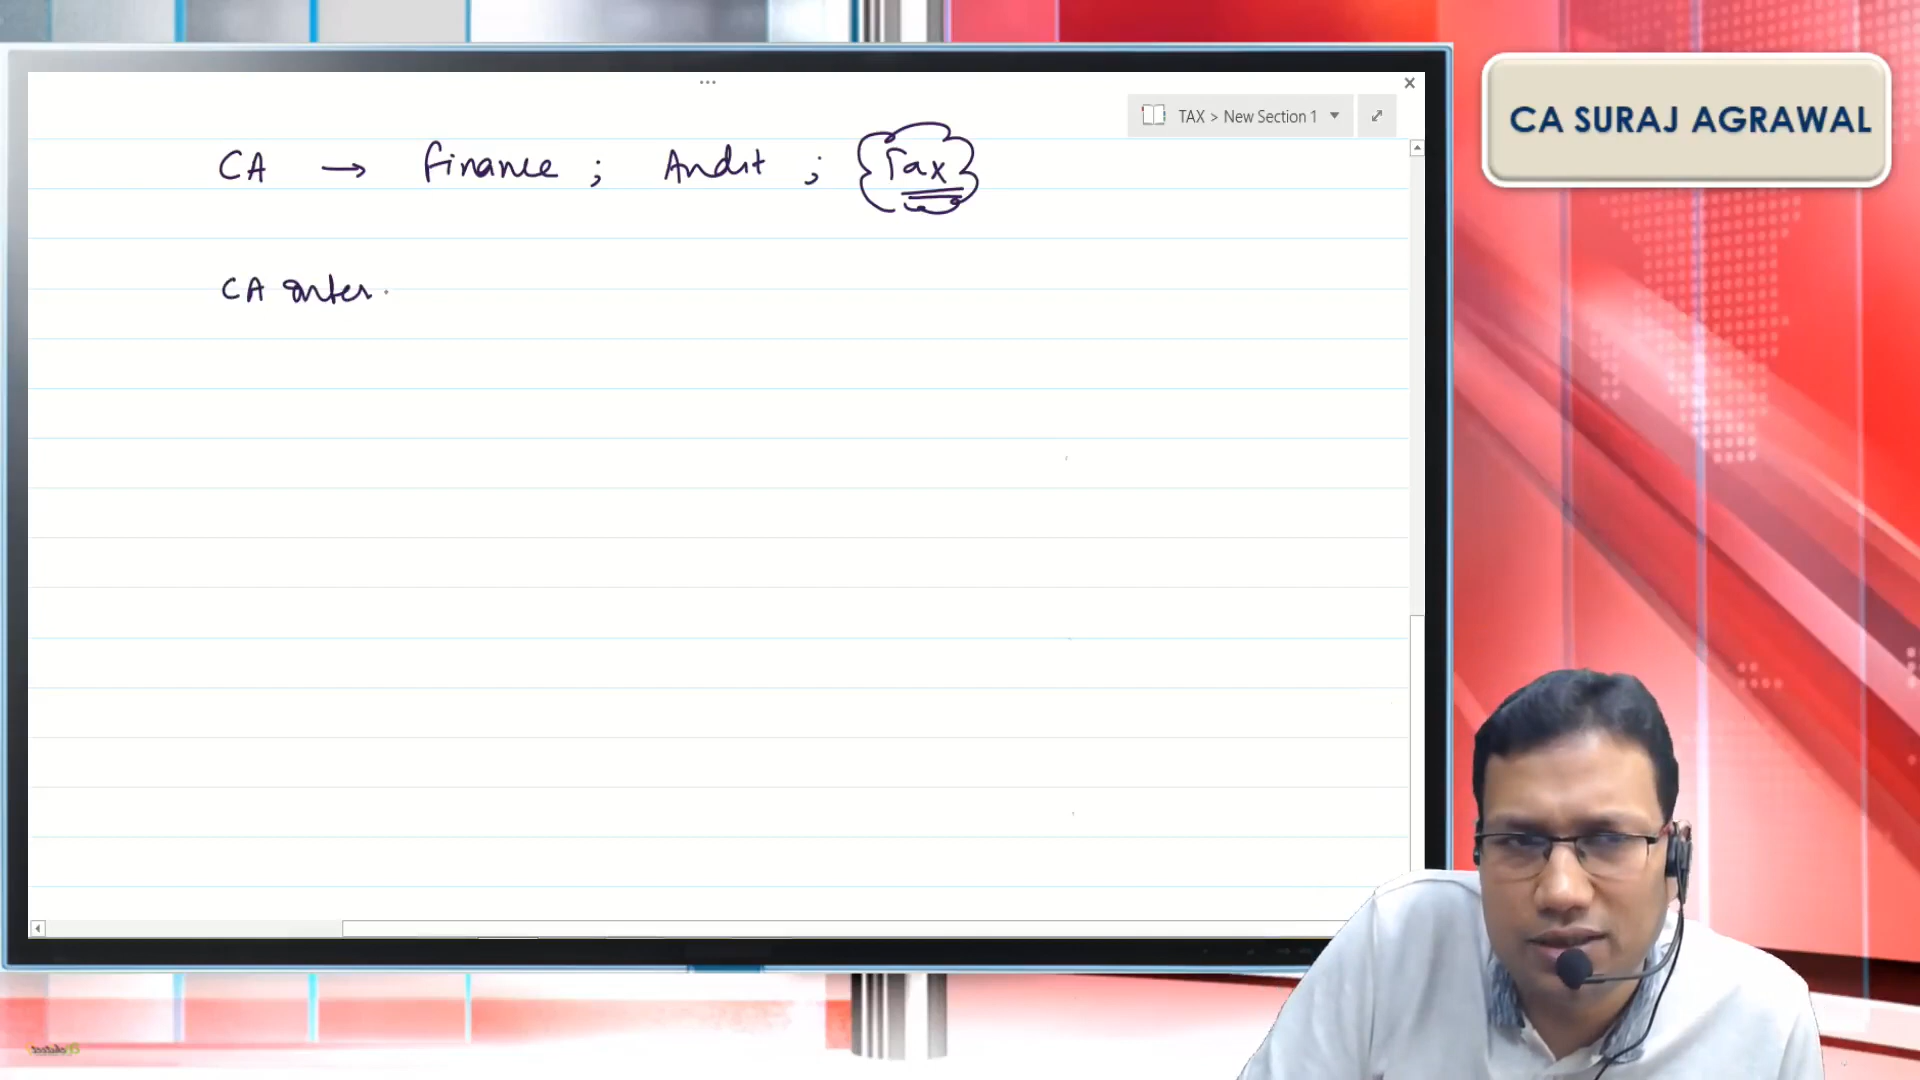 CA SURAJ AGRAWAL
TAX > New Section 1
CA → Finance ; Audit ; Tax
CA Inter